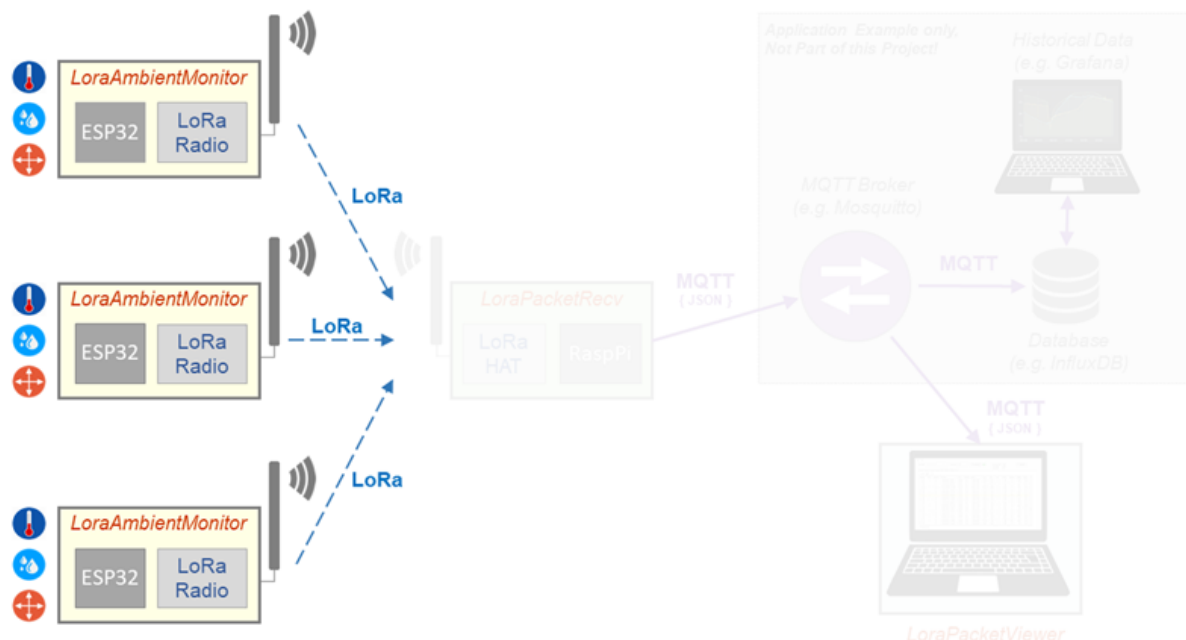 Application Example only,
Not Part of this Project!
Historical Data
(e.g. Grafana)
LoraAmbientMonitor
ESP32
LoRa
Radio
LoRa
MQTT Broker
(e.g. Mosquitto)
LoraAmbientMonitor
ESP32
LoRa
Radio
LoRa
LoraPacketRecv
LoRa
HAT
RaspPi
MQTT
( JSON )
MQTT
Database
(e.g. InfluxDB)
MQTT
( JSON )
LoraAmbientMonitor
ESP32
LoRa
Radio
LoRa
LoraPacketViewer